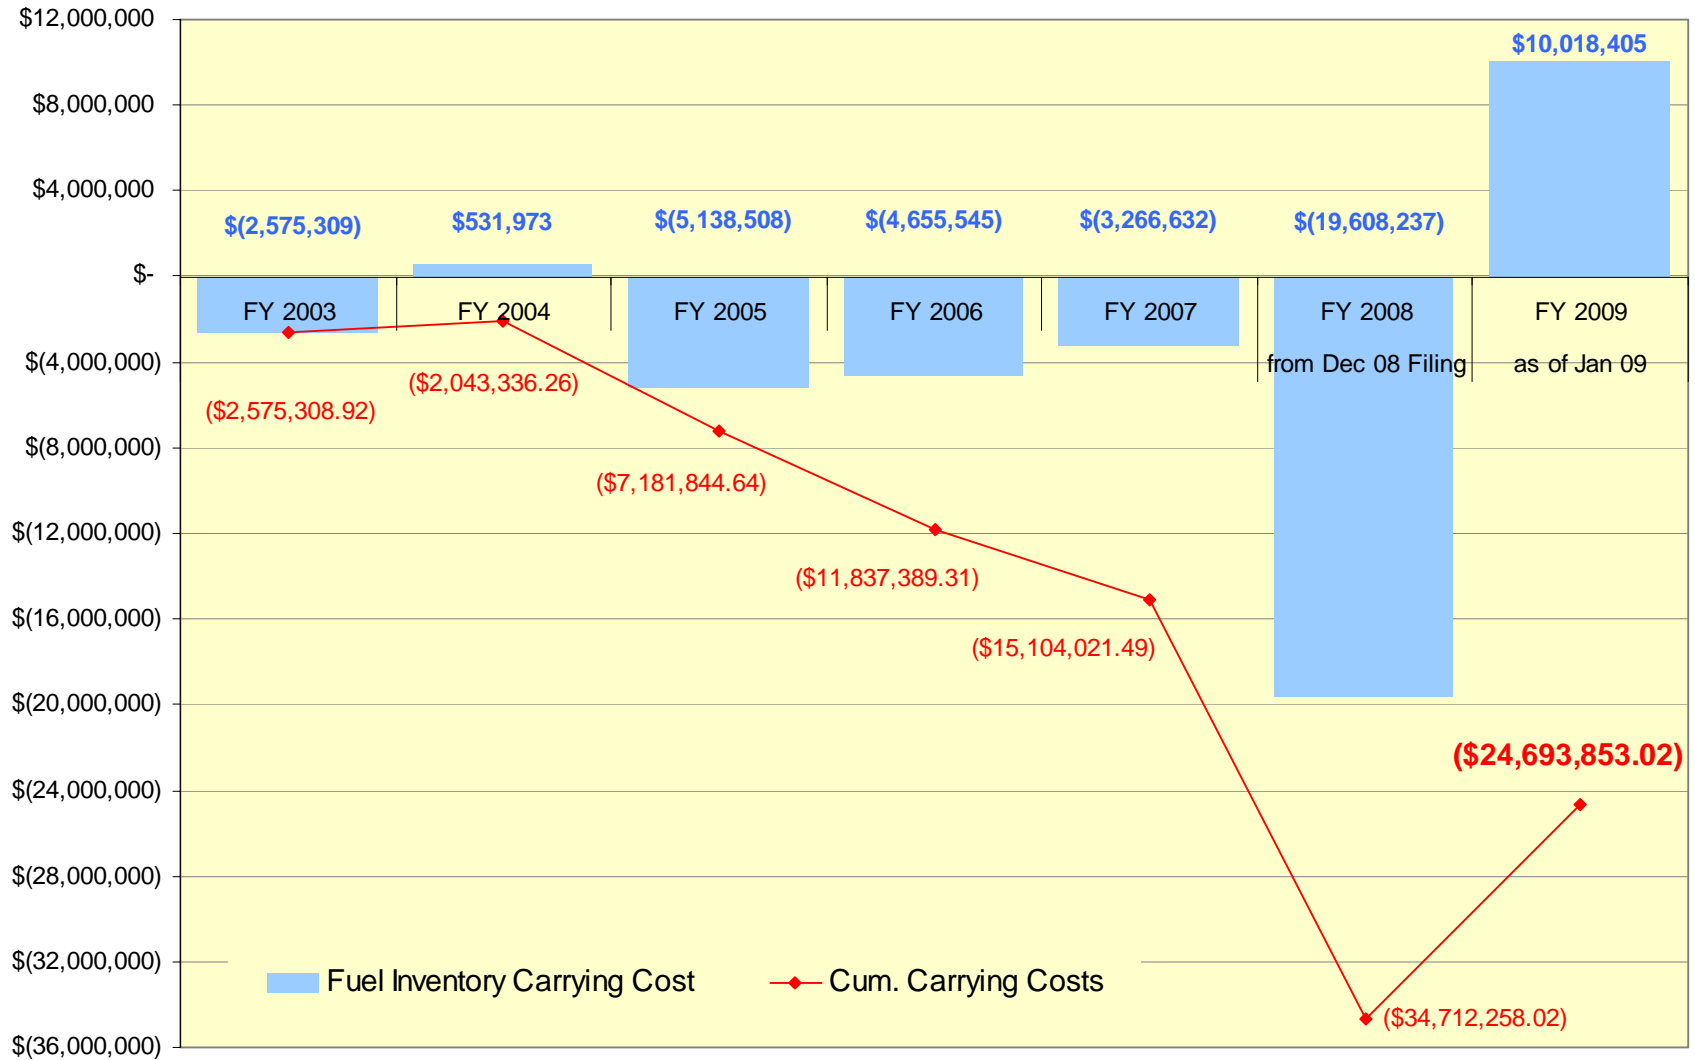 $12,000,000
$8,000,000
$4,000,000
$-
$(4,000,000)
$(8,000,000)
$(12,000,000)
$(16,000,000)
$(20,000,000)
$(24,000,000)
$(28,000,000)
$(32,000,000)
$(36,000,000)
$(2,575,309)
$531,973
$(5,138,508)
$(4,655,545)
$(3,266,632)
$(19,608,237)
$10,018,405
FY 2003
FY 2004
FY 2005
FY 2006
FY 2007
FY 2008
from Dec 08 Filing
FY 2009
as of Jan 09
($2,575,308.92)
($2,043,336.26)
($7,181,844.64)
($11,837,389.31)
($15,104,021.49)
($34,712,258.02)
($24,693,853.02)
Fuel Inventory Carrying Cost
Cum. Carrying Costs